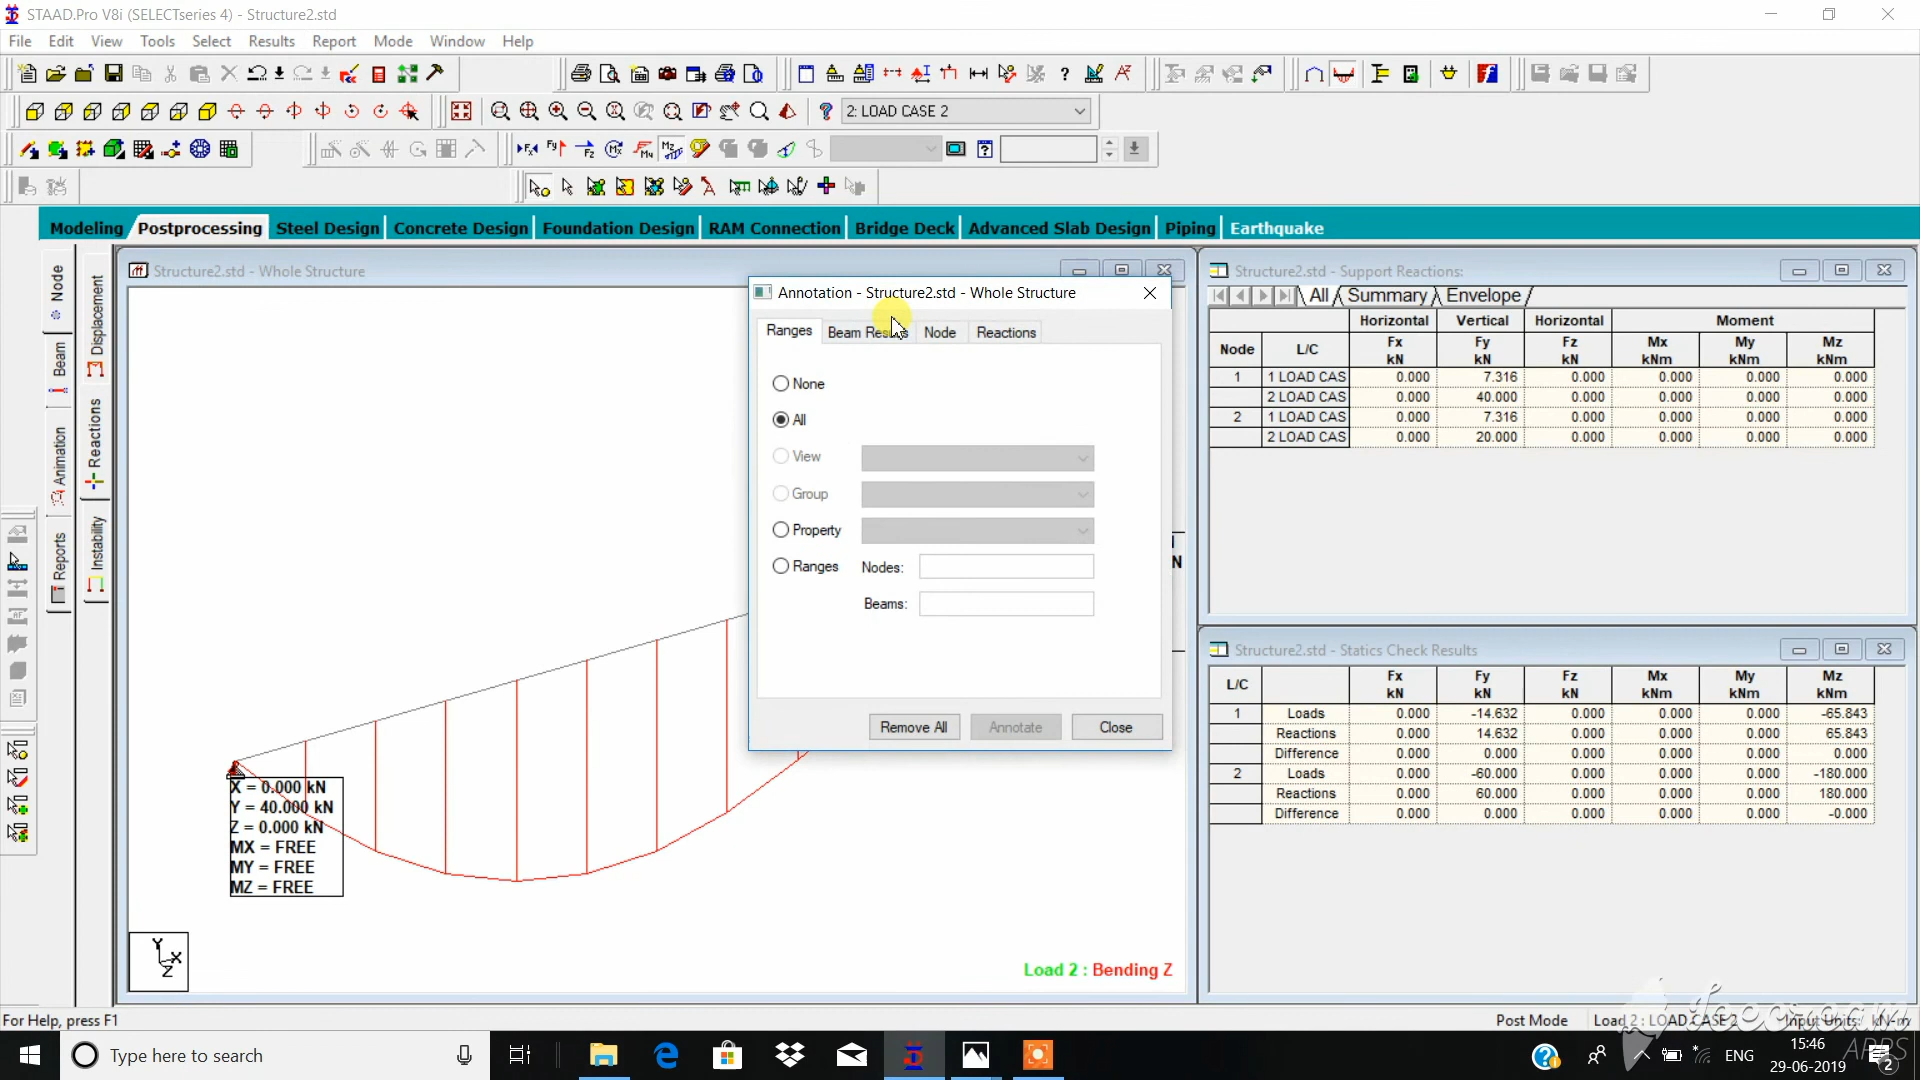 STAAD.Pro V8i (SELECTseries 4) - Structure2.std
File Edit View Tools Select Results Report Mode Window Help
2: LOAD CASE 2
Modeling Postprocessing Steel Design Concrete Design Foundation Design RAM Connection Bridge Deck Advanced Slab Design Piping Earthquake
Node
Beam
Animation
Reports
Displacement
Reactions
Instability
Structure2.std - Whole Structure
X = 0.000 kN
Y = 40.000 kN
Z = 0.000 kN
MX = FREE
MY = FREE
MZ = FREE
Y
X
Z
Load 2 : Bending Z
Annotation - Structure2.std - Whole Structure
Ranges Beam Results Node Reactions
None
All
View
Group
Property
Ranges Nodes:
Beams:
Remove All Annotate Close
Structure2.std - Support Reactions:
All Summary Envelope
Horizontal Vertical Horizontal Moment
Node L/C Fx kN Fy kN Fz kN Mx kNm My kNm Mz kNm
1 1 LOAD CAS 0.000 7.316 0.000 0.000 0.000 0.000
2 LOAD CAS 0.000 40.000 0.000 0.000 0.000 0.000
2 1 LOAD CAS 0.000 7.316 0.000 0.000 0.000 0.000
2 LOAD CAS 0.000 20.000 0.000 0.000 0.000 0.000
Structure2.std - Statics Check Results
L/C Fx kN Fy kN Fz kN Mx kNm My kNm Mz kNm
1 Loads 0.000 -14.632 0.000 0.000 0.000 -65.843
Reactions 0.000 14.632 0.000 0.000 0.000 65.843
Difference 0.000 0.000 0.000 0.000 0.000 0.000
2 Loads 0.000 -60.000 0.000 0.000 0.000 -180.000
Reactions 0.000 60.000 0.000 0.000 0.000 180.000
Difference 0.000 0.000 0.000 0.000 0.000 -0.000
For Help, press F1
Post Mode Load 2 : LOAD CASE 2 Input Units: kN-m
Type here to search
ENG
15:46
29-06-2019
2
APPS